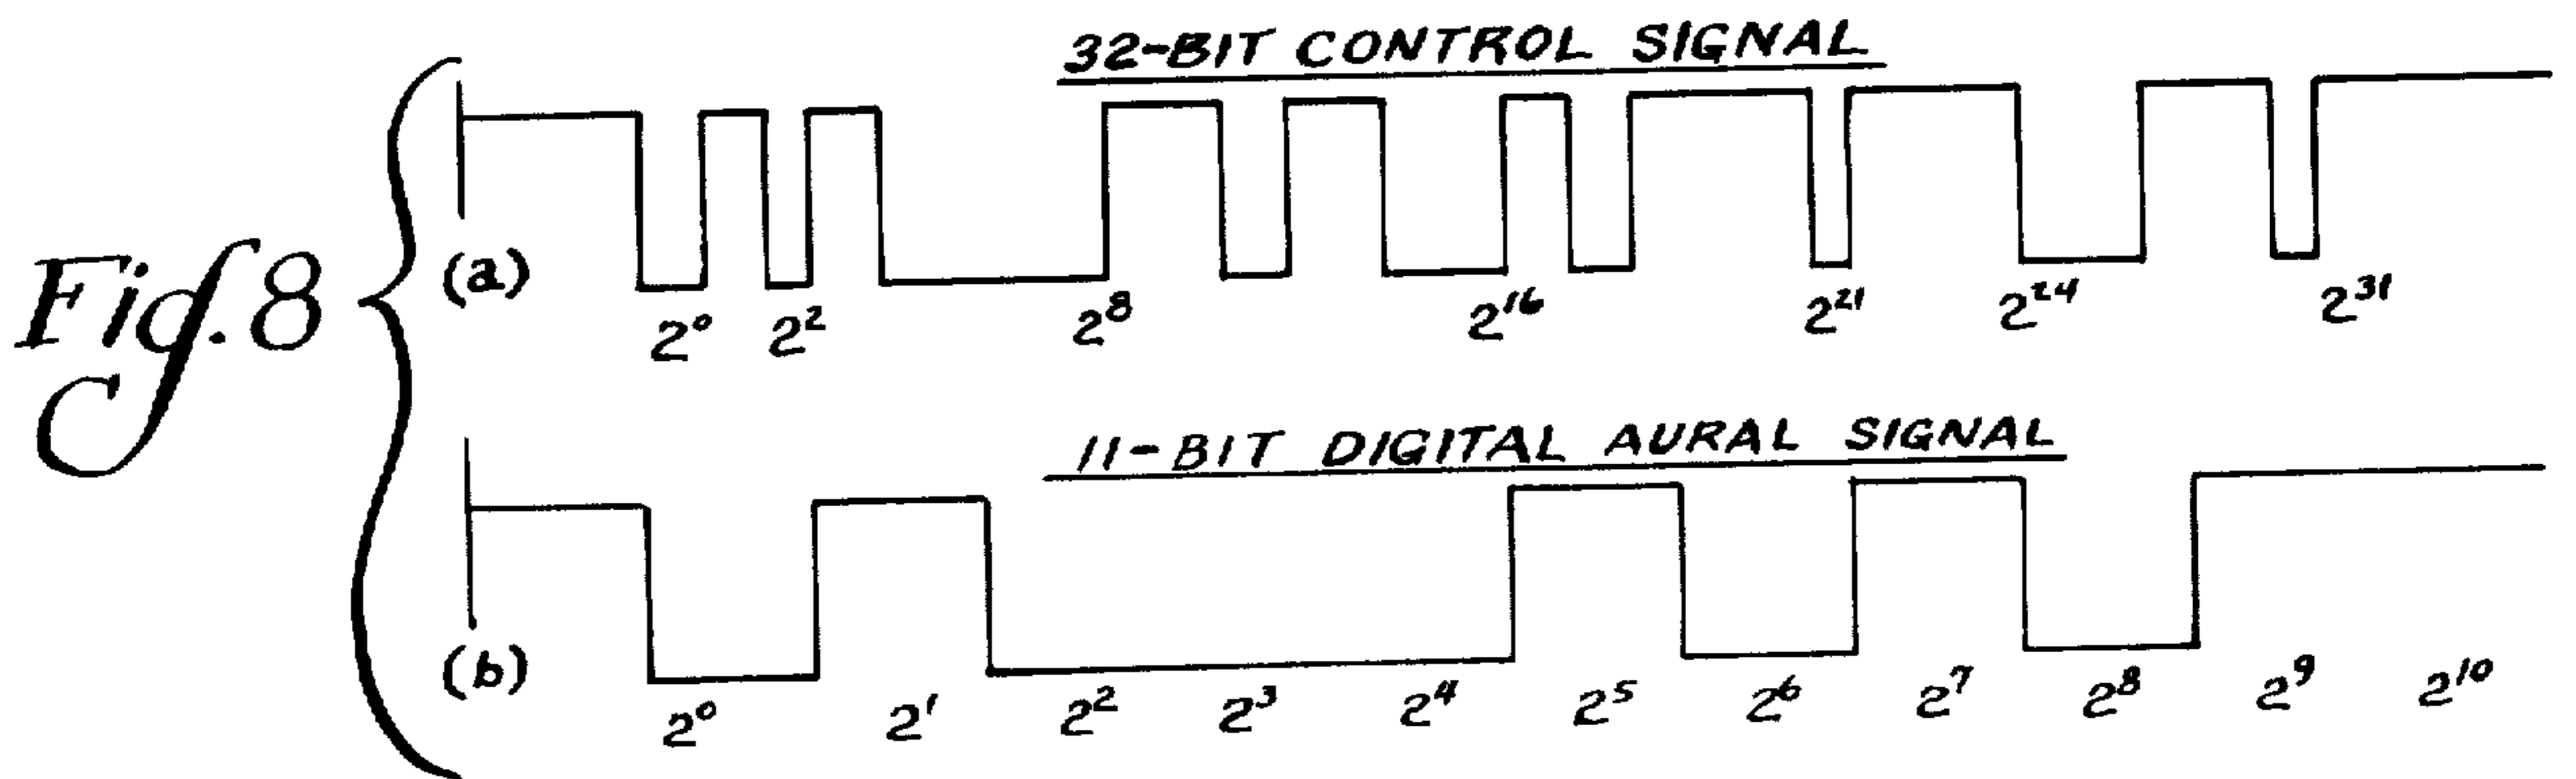 Fig. 8
32-BIT CONTROL SIGNAL
(a)
2⁰ 2² 2⁸ 2¹⁶ 2²¹ 2²⁴ 2³¹
11-BIT DIGITAL AURAL SIGNAL
(b)
2⁰ 2¹ 2² 2³ 2⁴ 2⁵ 2⁶ 2⁷ 2⁸ 2⁹ 2¹⁰